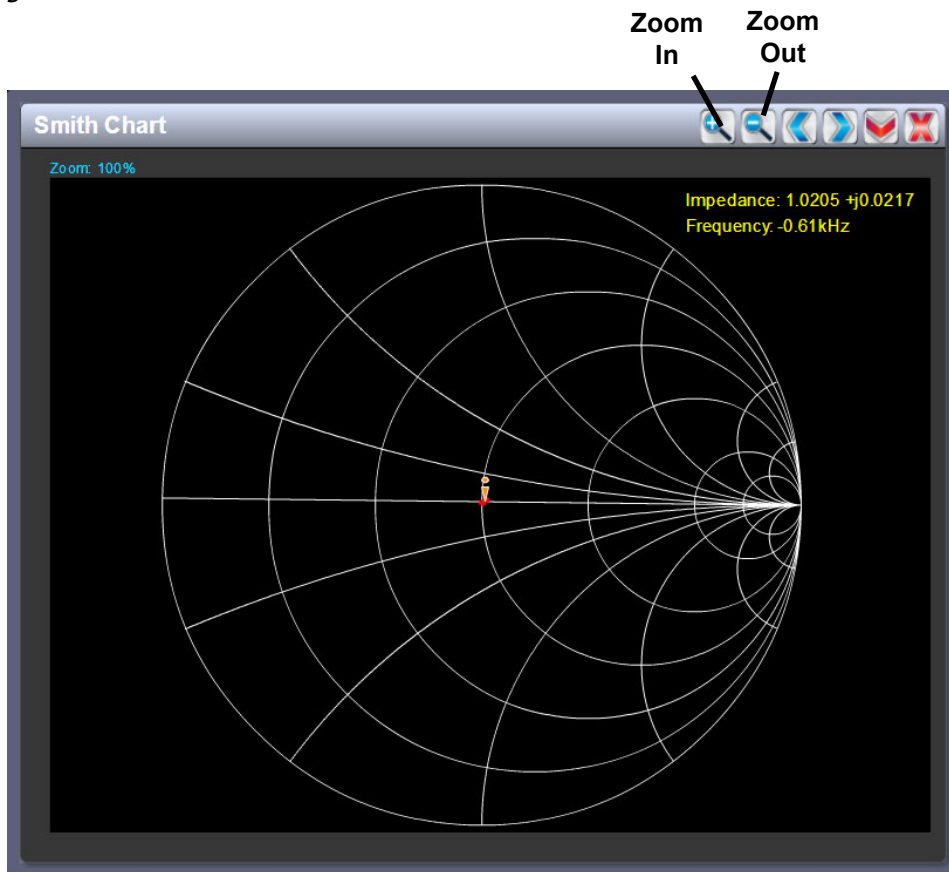 Zoom In
Zoom Out
Smith Chart
Zoom: 100%
Impedance: 1.0205 +j0.0217
Frequency: -0.61kHz